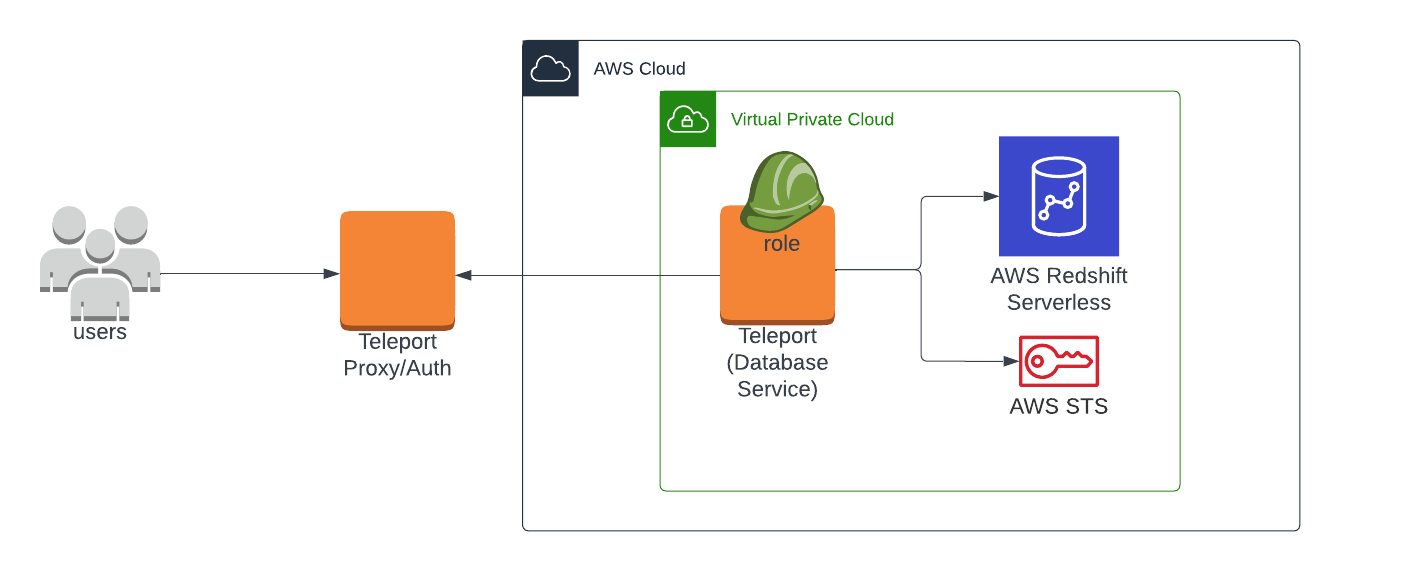 AWS Cloud
Virtual Private Cloud
role
users
Teleport
Proxy/Auth
Teleport
(Database
Service)
AWS Redshift
Serverless
AWS STS